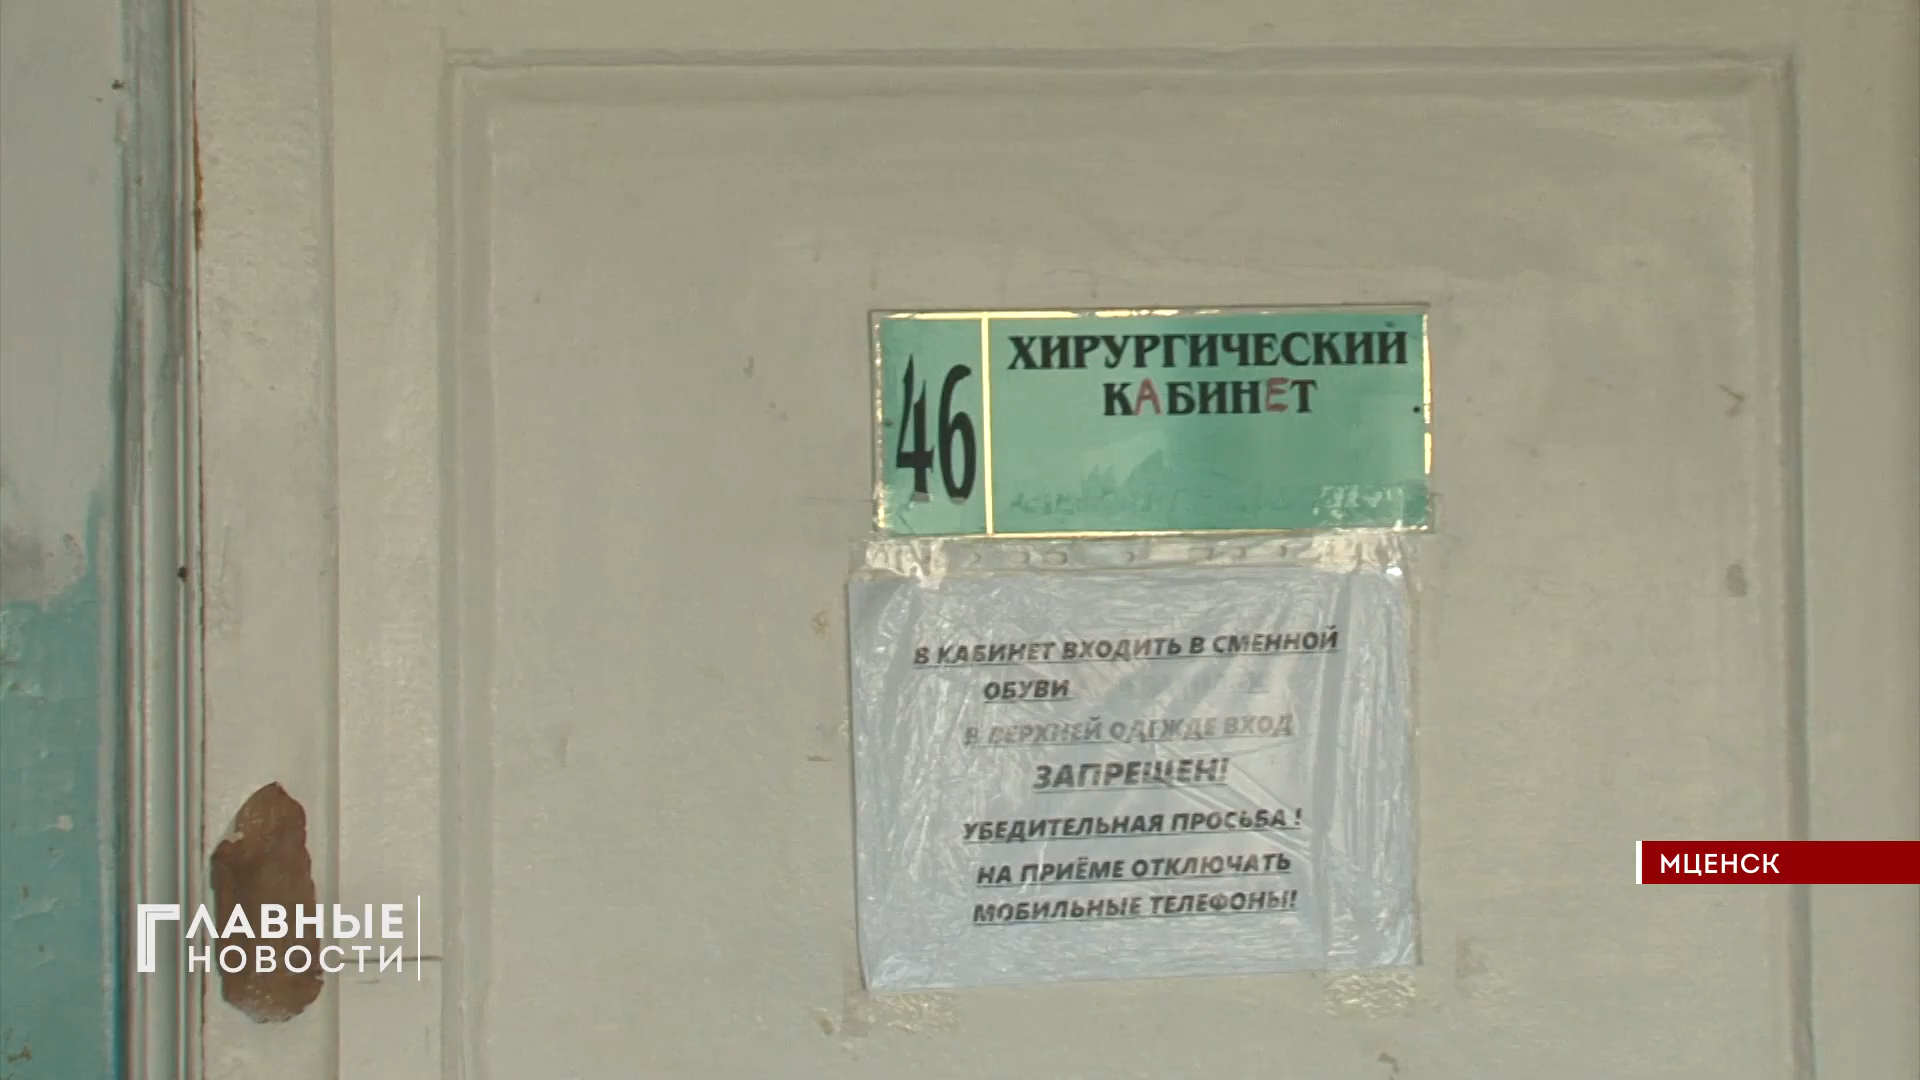 46
ХИРУРГИЧЕСКИЙ
КАБИНЕТ
В КАБИНЕТ ВХОДИТЬ В СМЕННОЙ
ОБУВИ
В ВЕРХНЕЙ ОДЕЖДЕ ВХОД
ЗАПРЕЩЕН!
УБЕДИТЕЛЬНАЯ ПРОСЬБА !
НА ПРИЁМЕ ОТКЛЮЧАТЬ
МОБИЛЬНЫЕ ТЕЛЕФОНЫ!
МЦЕНСК
ГЛАВНЫЕ
НОВОСТИ